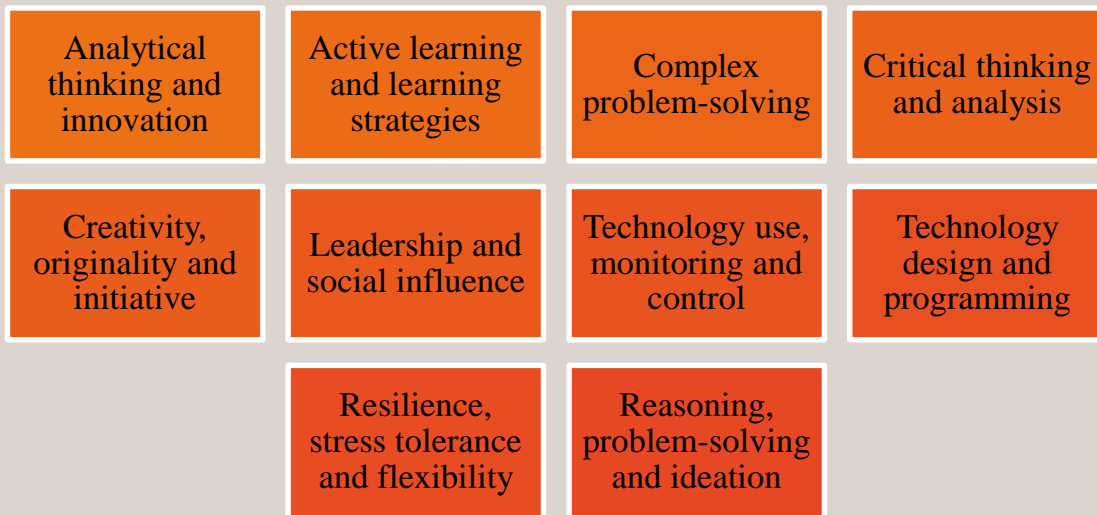 Analytical
thinking and
innovation
Active learning
and learning
strategies
Complex
problem-solving
Critical thinking
and analysis
Creativity,
originality and
initiative
Leadership and
social influence
Technology use,
monitoring and
control
Technology
design and
programming
Resilience,
stress tolerance
and flexibility
Reasoning,
problem-solving
and ideation